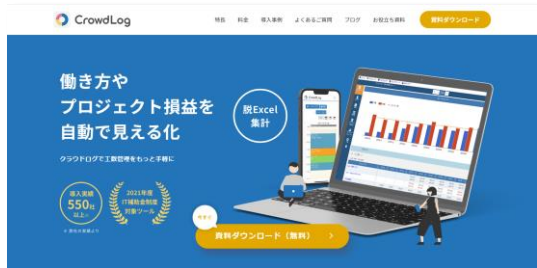 CrowdLog
特長 料金 導入事例 よくあるご質問 ブログ お役立ち資料 資料ダウンロード
働き方や
プロジェクト損益を
自動で見える化
クラウドログで工数管理をもっと手軽に
脱Excel
集計
導入実績
550社
以上※
2021年度
IT補助金制度
対象ツール
今すぐ
資料ダウンロード（無料）